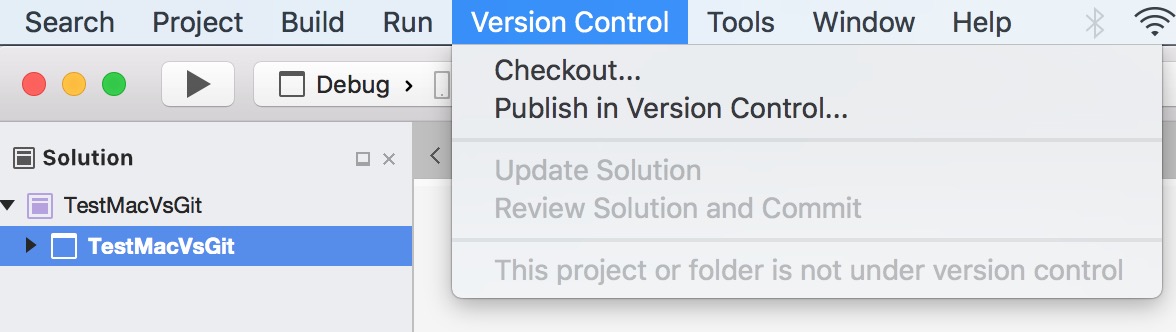 Search Project Build Run Version Control Tools Window Help
Debug
Checkout...
Publish in Version Control...
Solution
Update Solution
TestMacVsGit
Review Solution and Commit
TestMacVsGit
This project or folder is not under version control